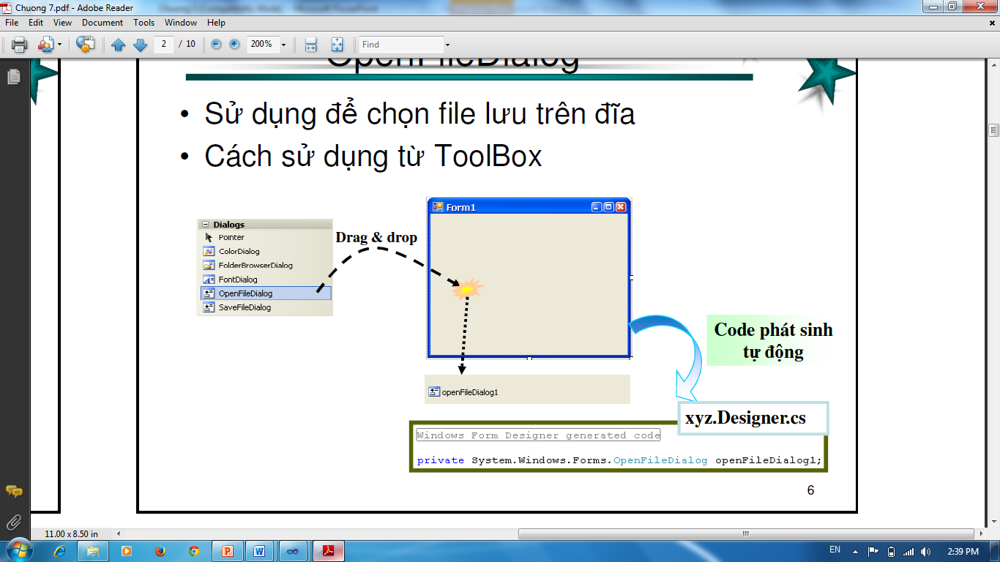 Chuong 7.pdf - Adobe Reader
File Edit View Document Tools Window Help
2 / 10 200% Find
OpenFileDialog
• Sử dụng để chọn file lưu trên đĩa
• Cách sử dụng từ ToolBox
Dialogs
Pointer
ColorDialog
FolderBrowserDialog
FontDialog
OpenFileDialog
SaveFileDialog
Drag & drop
Form1
openFileDialog1
Code phát sinh
tự động
xyz.Designer.cs
Windows Form Designer generated code
private System.Windows.Forms.OpenFileDialog openFileDialog1;
6
11.00 x 8.50 in
EN 2:39 PM